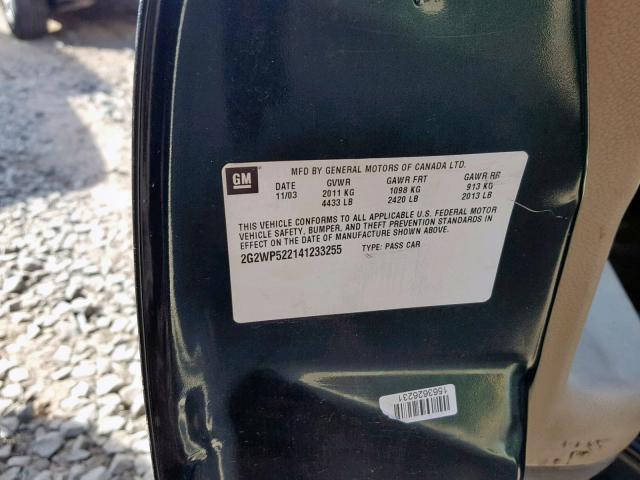 GM
MFD BY GENERAL MOTORS OF CANADA LTD.
DATE GVWR GAWR FRT GAWR RR
11/03 2011 KG 1098 KG 913 KG
4433 LB 2420 LB 2013 LB
THIS VEHICLE CONFORMS TO ALL APPLICABLE U.S. FEDERAL MOTOR
VEHICLE SAFETY, BUMPER, AND THEFT PREVENTION STANDARDS IN
EFFECT ON THE DATE OF MANUFACTURE SHOWN ABOVE.
2G2WP522141233255 TYPE: PASS CAR
1563626231